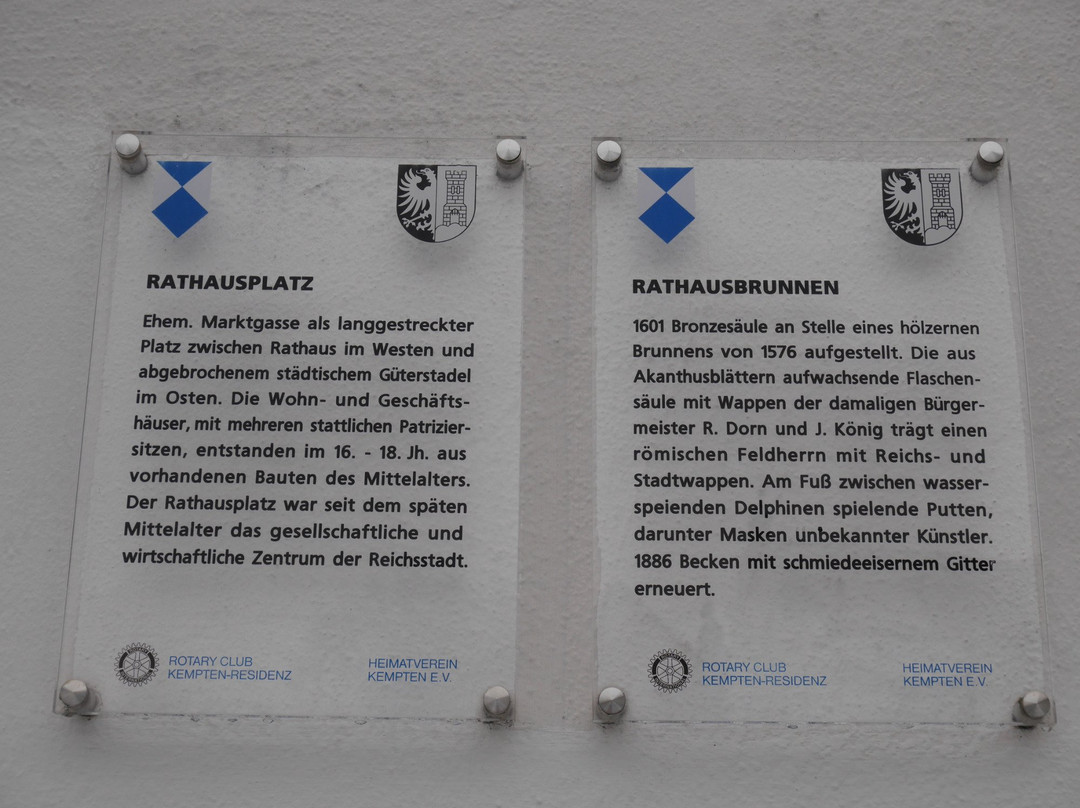 RATHAUSPLATZ
Ehem. Marktgasse als langgestreckter
Platz zwischen Rathaus im Westen und
abgebrochenem städtischem Güterstadel
im Osten. Die Wohn- und Geschäfts-
häuser, mit mehreren stattlichen Patrizier-
sitzen, entstanden im 16. - 18. Jh. aus
vorhandenen Bauten des Mittelalters.
Der Rathausplatz war seit dem späten
Mittelalter das gesellschaftliche und
wirtschaftliche Zentrum der Reichsstadt.
ROTARY CLUB
KEMPTEN-RESIDENZ
HEIMATVEREIN
KEMPTEN E.V.
RATHAUSBRUNNEN
1601 Bronzesäule an Stelle eines hölzernen
Brunnens von 1576 aufgestellt. Die aus
Akanthusblättern aufwachsende Flaschen-
säule mit Wappen der damaligen Bürger-
meister R. Dorn und J. König trägt einen
römischen Feldherrn mit Reichs- und
Stadtwappen. Am Fuß zwischen wasser-
speienden Delphinen spielende Putten,
darunter Masken unbekannter Künstler.
1886 Becken mit schmiedeeisernem Gitter
erneuert.
ROTARY CLUB
KEMPTEN-RESIDENZ
HEIMATVEREIN
KEMPTEN E.V.